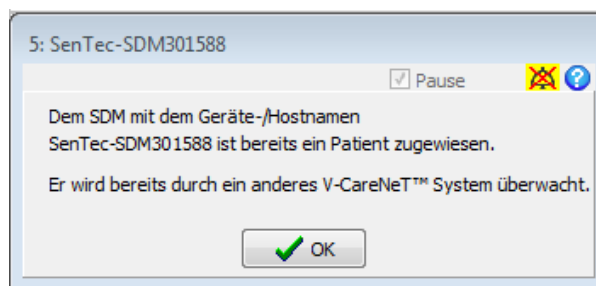 5: SenTec-SDM301588
Pause
Dem SDM mit dem Geräte-/Hostnamen
SenTec-SDM301588 ist bereits ein Patient zugewiesen.
Er wird bereits durch ein anderes V-CareNeT™ System überwacht.
OK